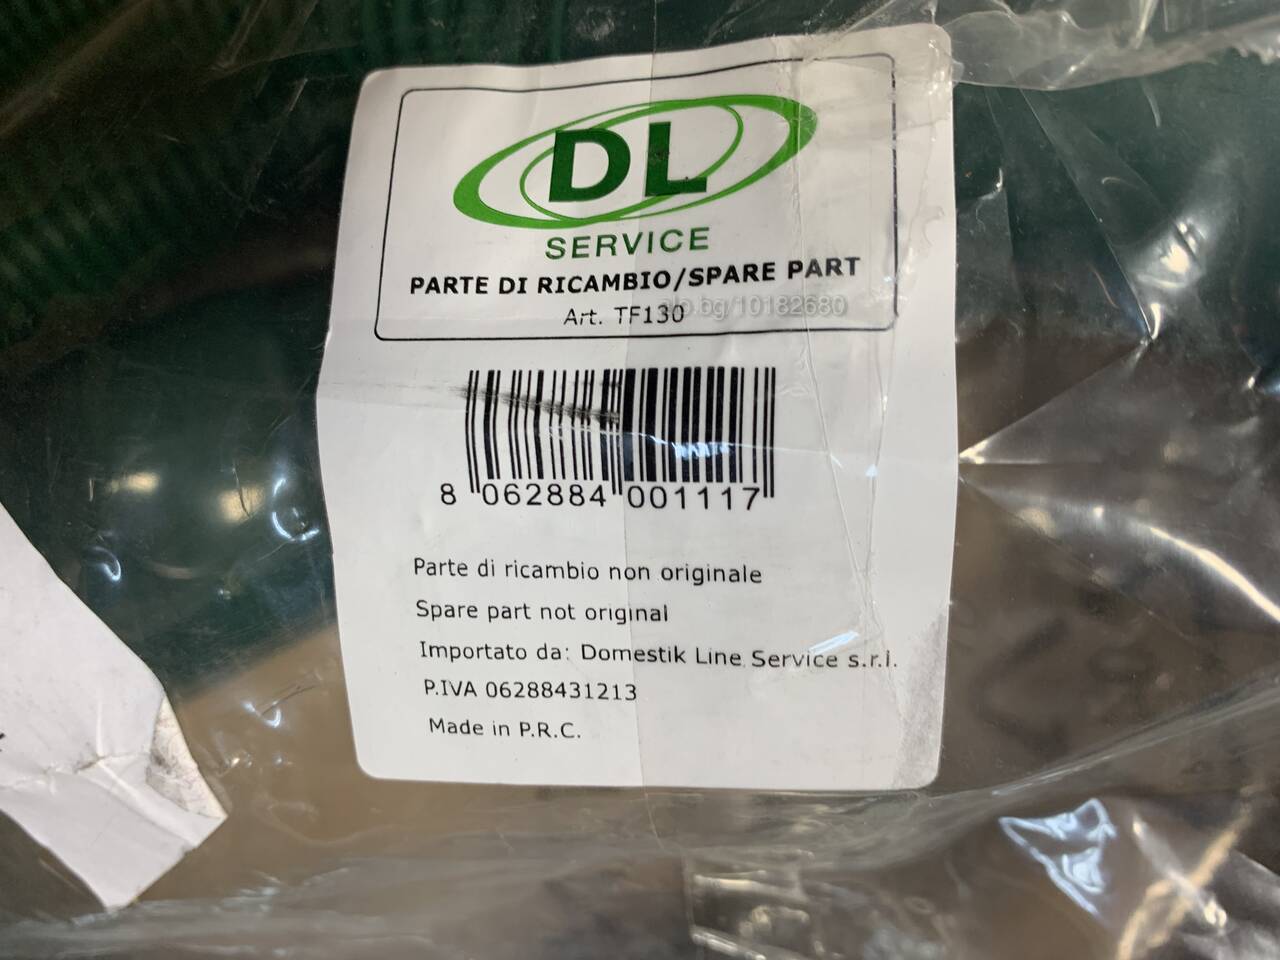 DL
SERVICE
PARTE DI RICAMBIO/SPARE PART
Art. TF130
alo.bg/10182680
8 062884 001117
Parte di ricambio non originale
Spare part not original
Importato da: Domestik Line Service s.r.l.
P.IVA 06288431213
Made in P.R.C.